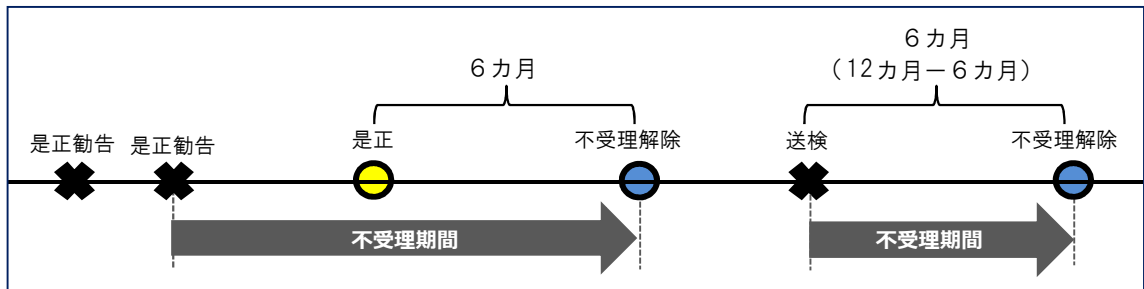 ６カ月
６カ月
（12カ月－６カ月）
是正勧告
是正勧告
是正
不受理解除
送検
不受理解除
不受理期間
不受理期間